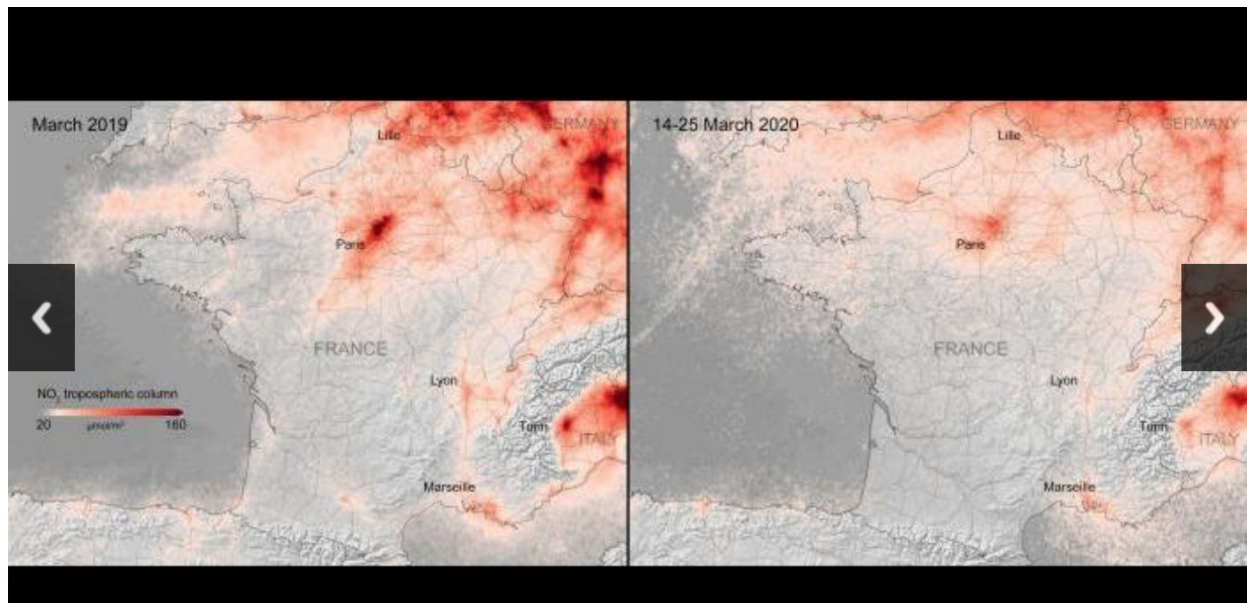 March 2019
Lille
GERMANY
Paris
FRANCE
Lyon
NO₂ tropospheric column
20 µmol/m² 160
Turin
ITALY
Marseille
14-25 March 2020
Lille
GERMANY
Paris
FRANCE
Lyon
Turin
ITALY
Marseille